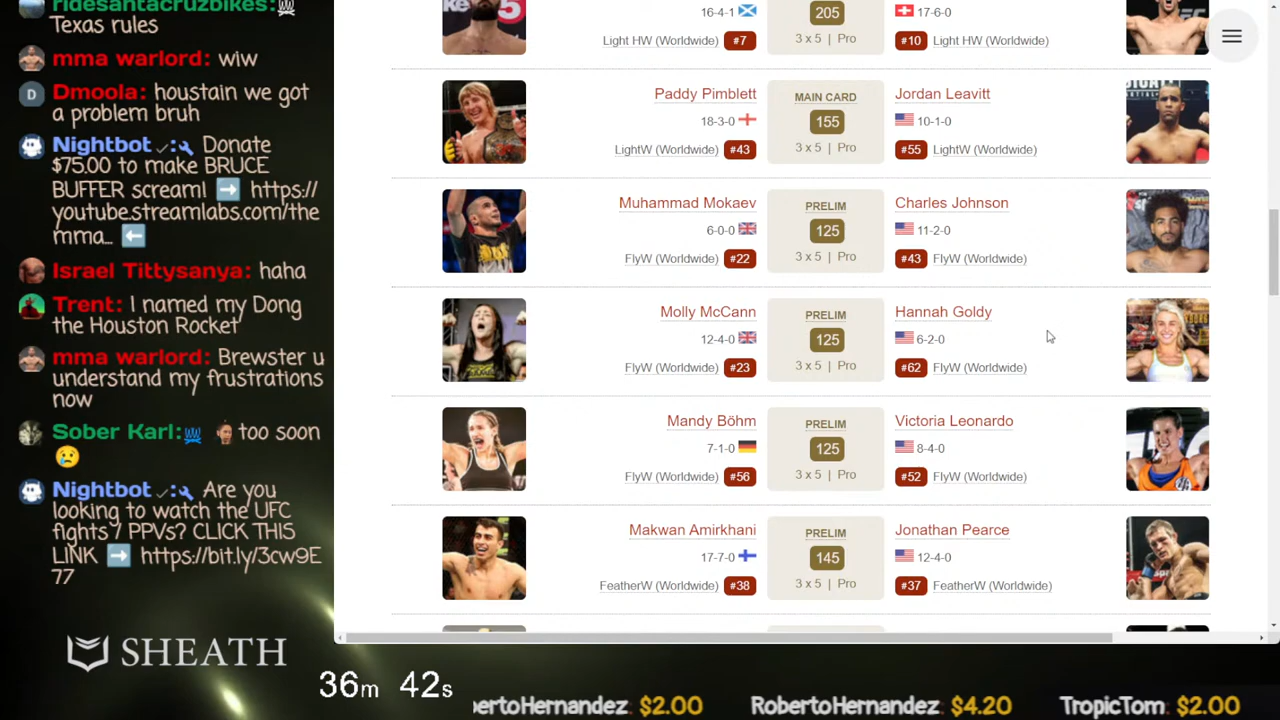 ridesantacruzbikes:
Texas rules
mma warlord: wiw
D Dmoola: houstain we got
a problem bruh
Nightbot ✓: Donate
$75.00 to make BRUCE
BUFFER scream! ➡ https://
youtube.streamlabs.com/the
mma... ⬅
Israel Tittysanya: haha
Trent: I named my Dong
the Houston Rocket
mma warlord: Brewster u
understand my frustrations
now
Sober Karl: too soon
😢
Nightbot ✓: Are you
looking to watch the UFC
fights / PPVs? CLICK THIS
LINK ➡ https://bit.ly/3cw9E
77
SHEATH
36m 42s
16-4-1 205 17-6-0
Light HW (Worldwide) #7 3 x 5 | Pro #10 Light HW (Worldwide)
Paddy Pimblett MAIN CARD Jordan Leavitt
18-3-0 155 10-1-0
LightW (Worldwide) #43 3 x 5 | Pro #55 LightW (Worldwide)
Muhammad Mokaev PRELIM Charles Johnson
6-0-0 125 11-2-0
FlyW (Worldwide) #22 3 x 5 | Pro #43 FlyW (Worldwide)
Molly McCann PRELIM Hannah Goldy
12-4-0 125 6-2-0
FlyW (Worldwide) #23 3 x 5 | Pro #62 FlyW (Worldwide)
Mandy Böhm PRELIM Victoria Leonardo
7-1-0 125 8-4-0
FlyW (Worldwide) #56 3 x 5 | Pro #52 FlyW (Worldwide)
Makwan Amirkhani PRELIM Jonathan Pearce
17-7-0 145 12-4-0
FeatherW (Worldwide) #38 3 x 5 | Pro #37 FeatherW (Worldwide)
bertoHernandez: $2.00 RobertoHernandez: $4.20 TropicTom: $2.00